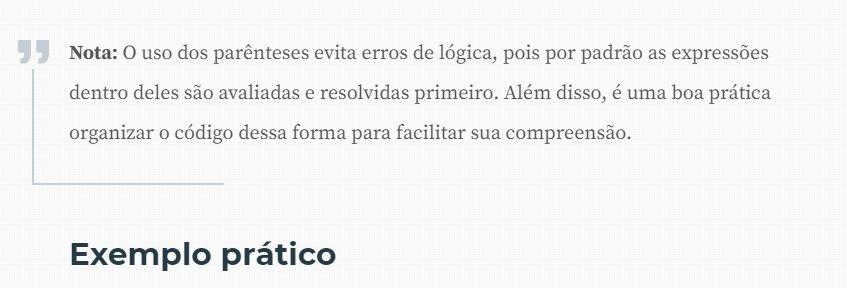 Nota: O uso dos parênteses evita erros de lógica, pois por padrão as expressões
dentro deles são avaliadas e resolvidas primeiro. Além disso, é uma boa prática
organizar o código dessa forma para facilitar sua compreensão.
Exemplo prático